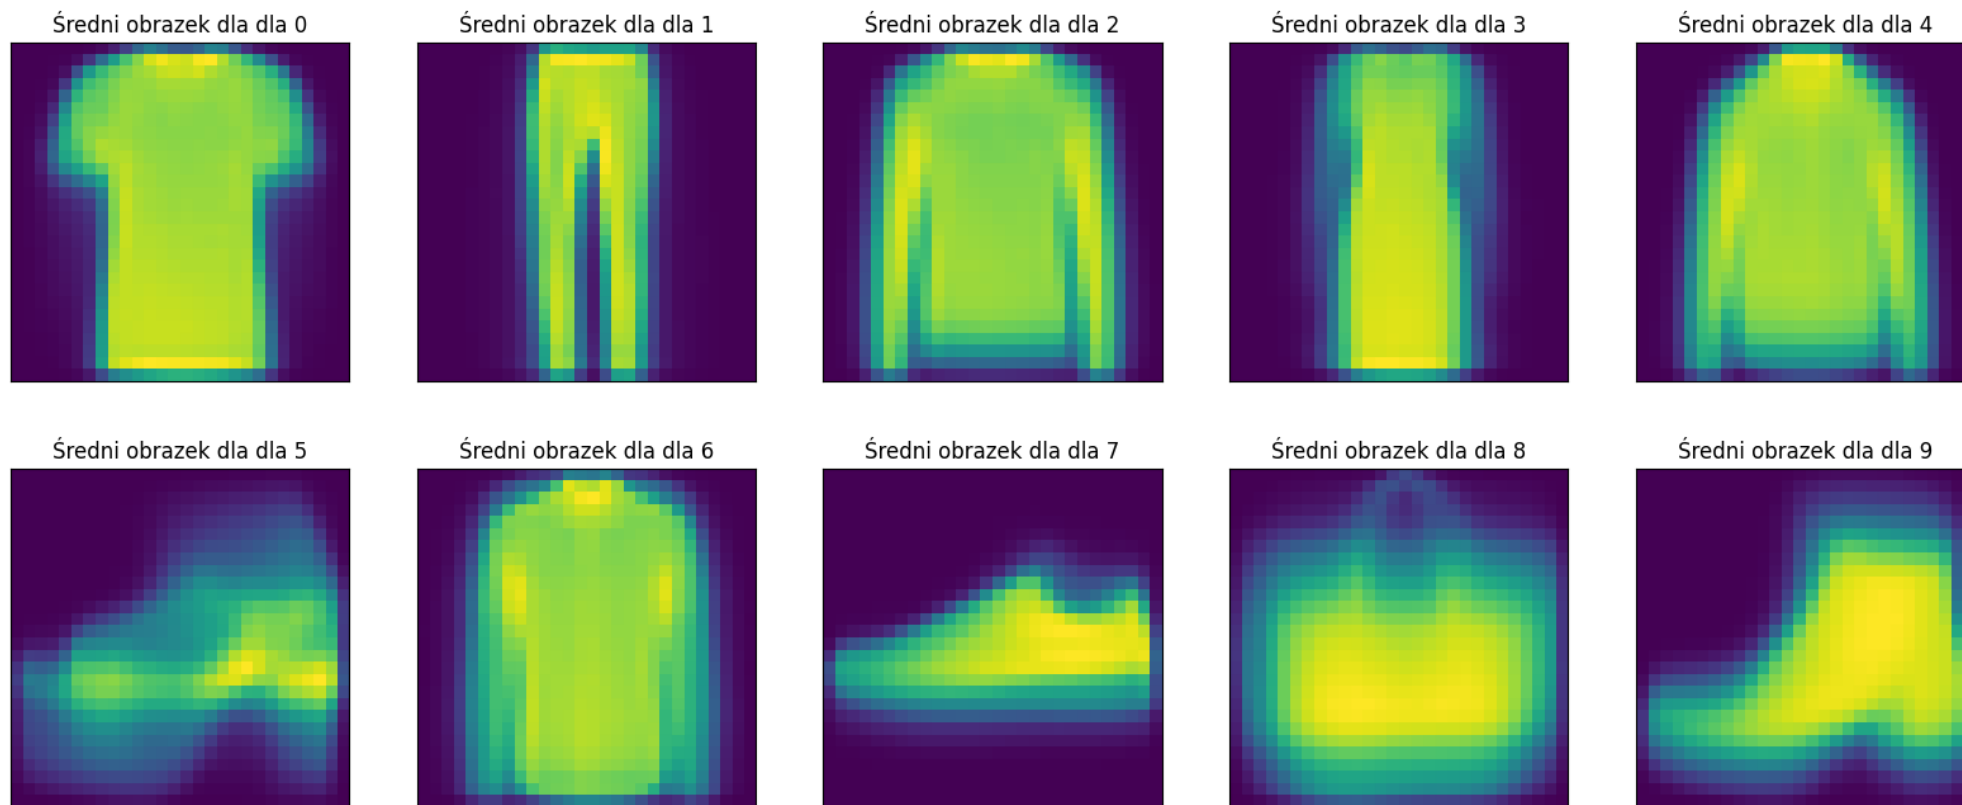 Średni obrazek dla dla 0
Średni obrazek dla dla 1
Średni obrazek dla dla 2
Średni obrazek dla dla 3
Średni obrazek dla dla 4
Średni obrazek dla dla 5
Średni obrazek dla dla 6
Średni obrazek dla dla 7
Średni obrazek dla dla 8
Średni obrazek dla dla 9